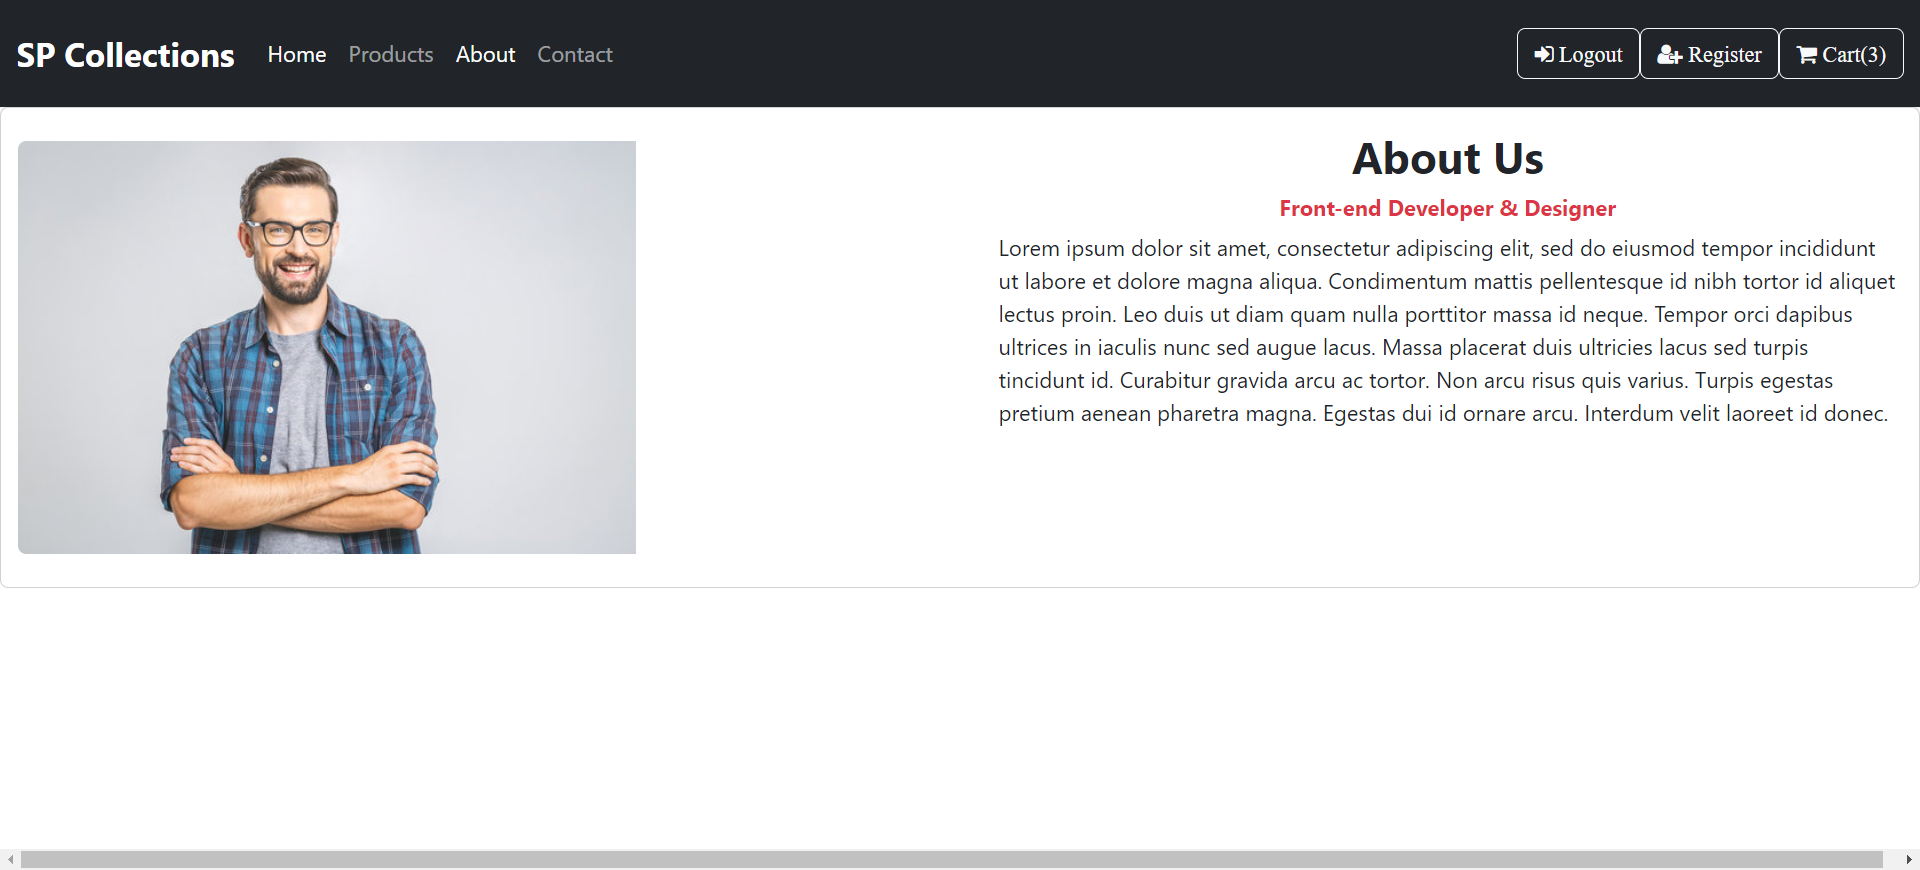 SP Collections Home Products About Contact Logout Register Cart(3)
About Us
Front-end Developer & Designer
Lorem ipsum dolor sit amet, consectetur adipiscing elit, sed do eiusmod tempor incididunt
ut labore et dolore magna aliqua. Condimentum mattis pellentesque id nibh tortor id aliquet
lectus proin. Leo duis ut diam quam nulla porttitor massa id neque. Tempor orci dapibus
ultrices in iaculis nunc sed augue lacus. Massa placerat duis ultricies lacus sed turpis
tincidunt id. Curabitur gravida arcu ac tortor. Non arcu risus quis varius. Turpis egestas
pretium aenean pharetra magna. Egestas dui id ornare arcu. Interdum velit laoreet id donec.